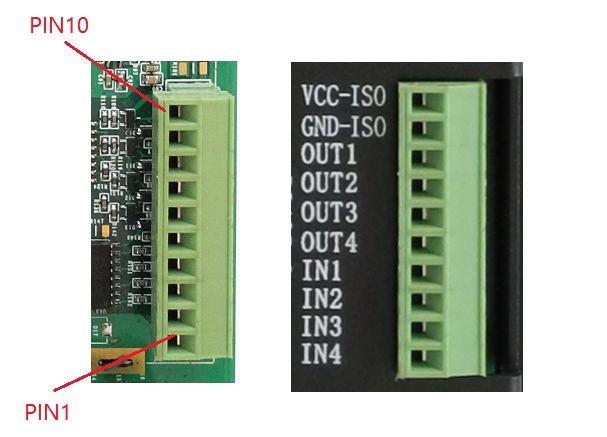 PIN10
PIN1
VCC-ISO
GND-ISO
OUT1
OUT2
OUT3
OUT4
IN1
IN2
IN3
IN4